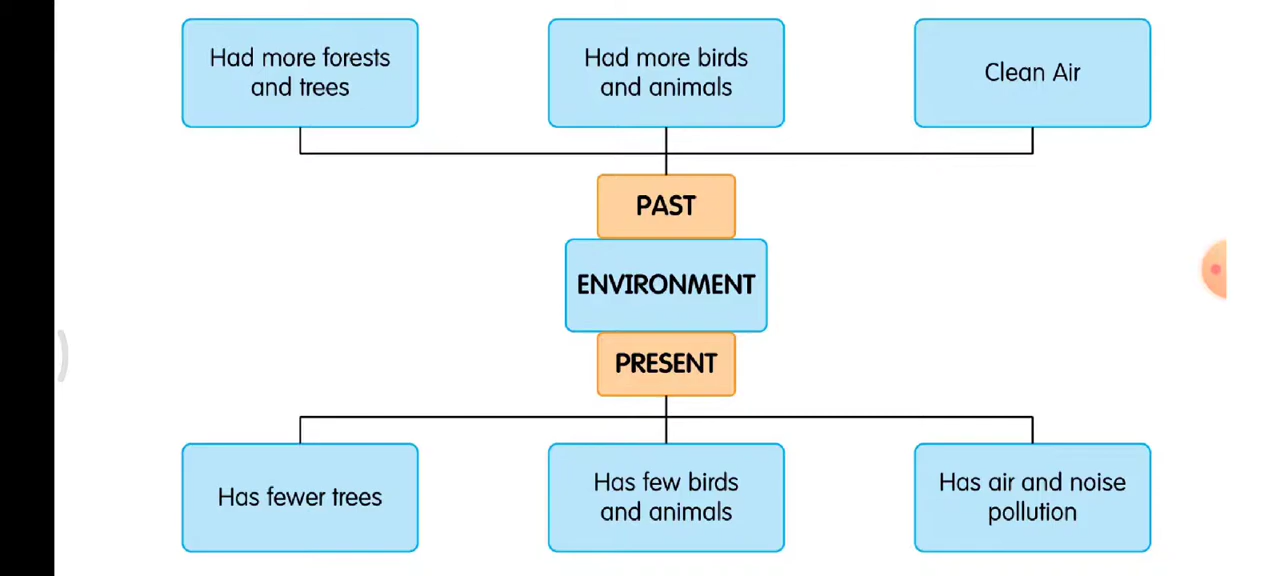 Had more forests
and trees
Had more birds
and animals
Clean Air
PAST
ENVIRONMENT
PRESENT
Has fewer trees
Has few birds
and animals
Has air and noise
pollution